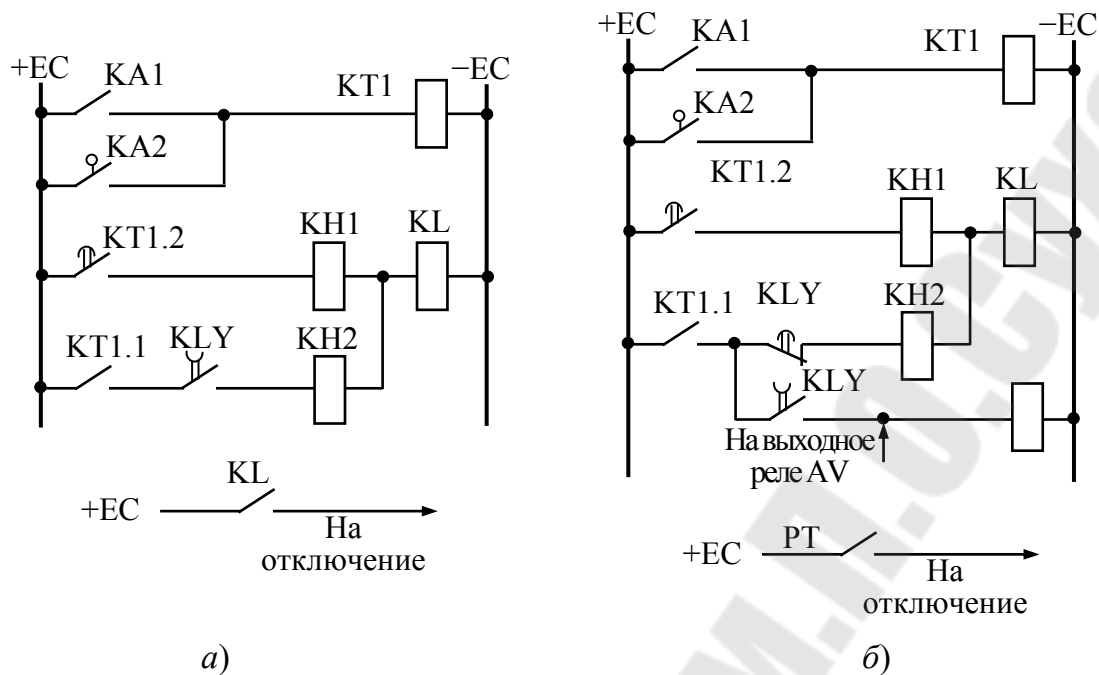 +EC
KA1
KT1
−EC
KA2
KT1.2
KH1
KL
KT1.1
KLY
KH2
KL
+EC
На
отключение
а)
+EC
KA1
KT1
−EC
KA2
KT1.2
KH1
KL
KT1.1
KLY
KH2
KLY
На выходное
реле AV
+EC
РТ
На
отключение
б)
м.п.о.сухо